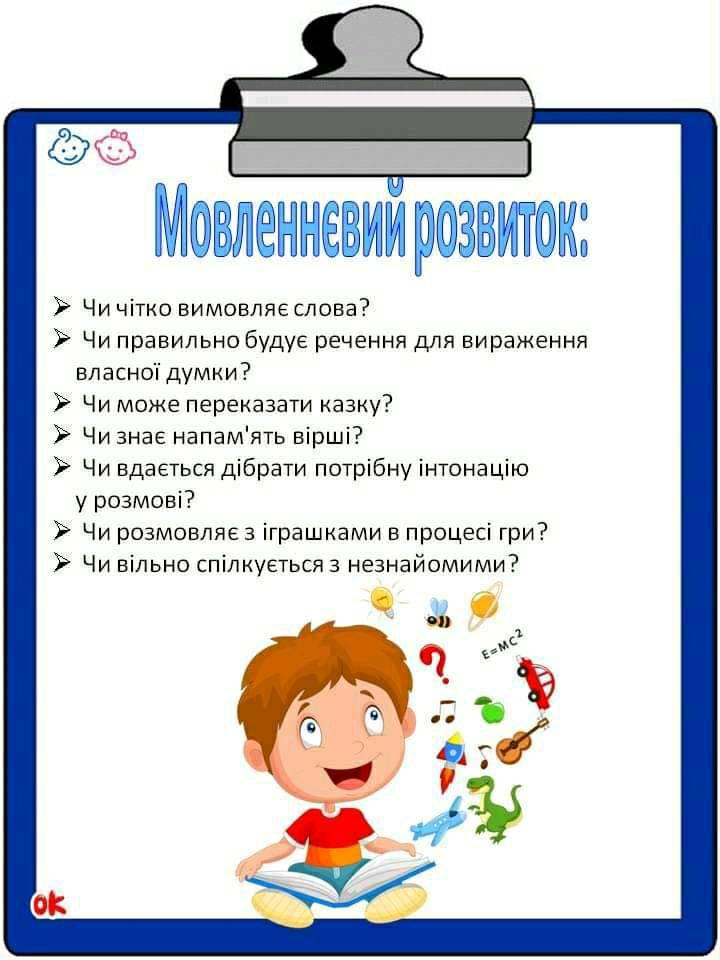 Мовленнєвий розвиток:
➢ Чи чітко вимовляє слова?
➢ Чи правильно будує речення для вираження
власної думки?
➢ Чи може переказати казку?
➢ Чи знає напам'ять вірші?
➢ Чи вдається дібрати потрібну інтонацію
у розмові?
➢ Чи розмовляє з іграшками в процесі гри?
➢ Чи вільно спілкується з незнайомими?
?
E=MC²
ok